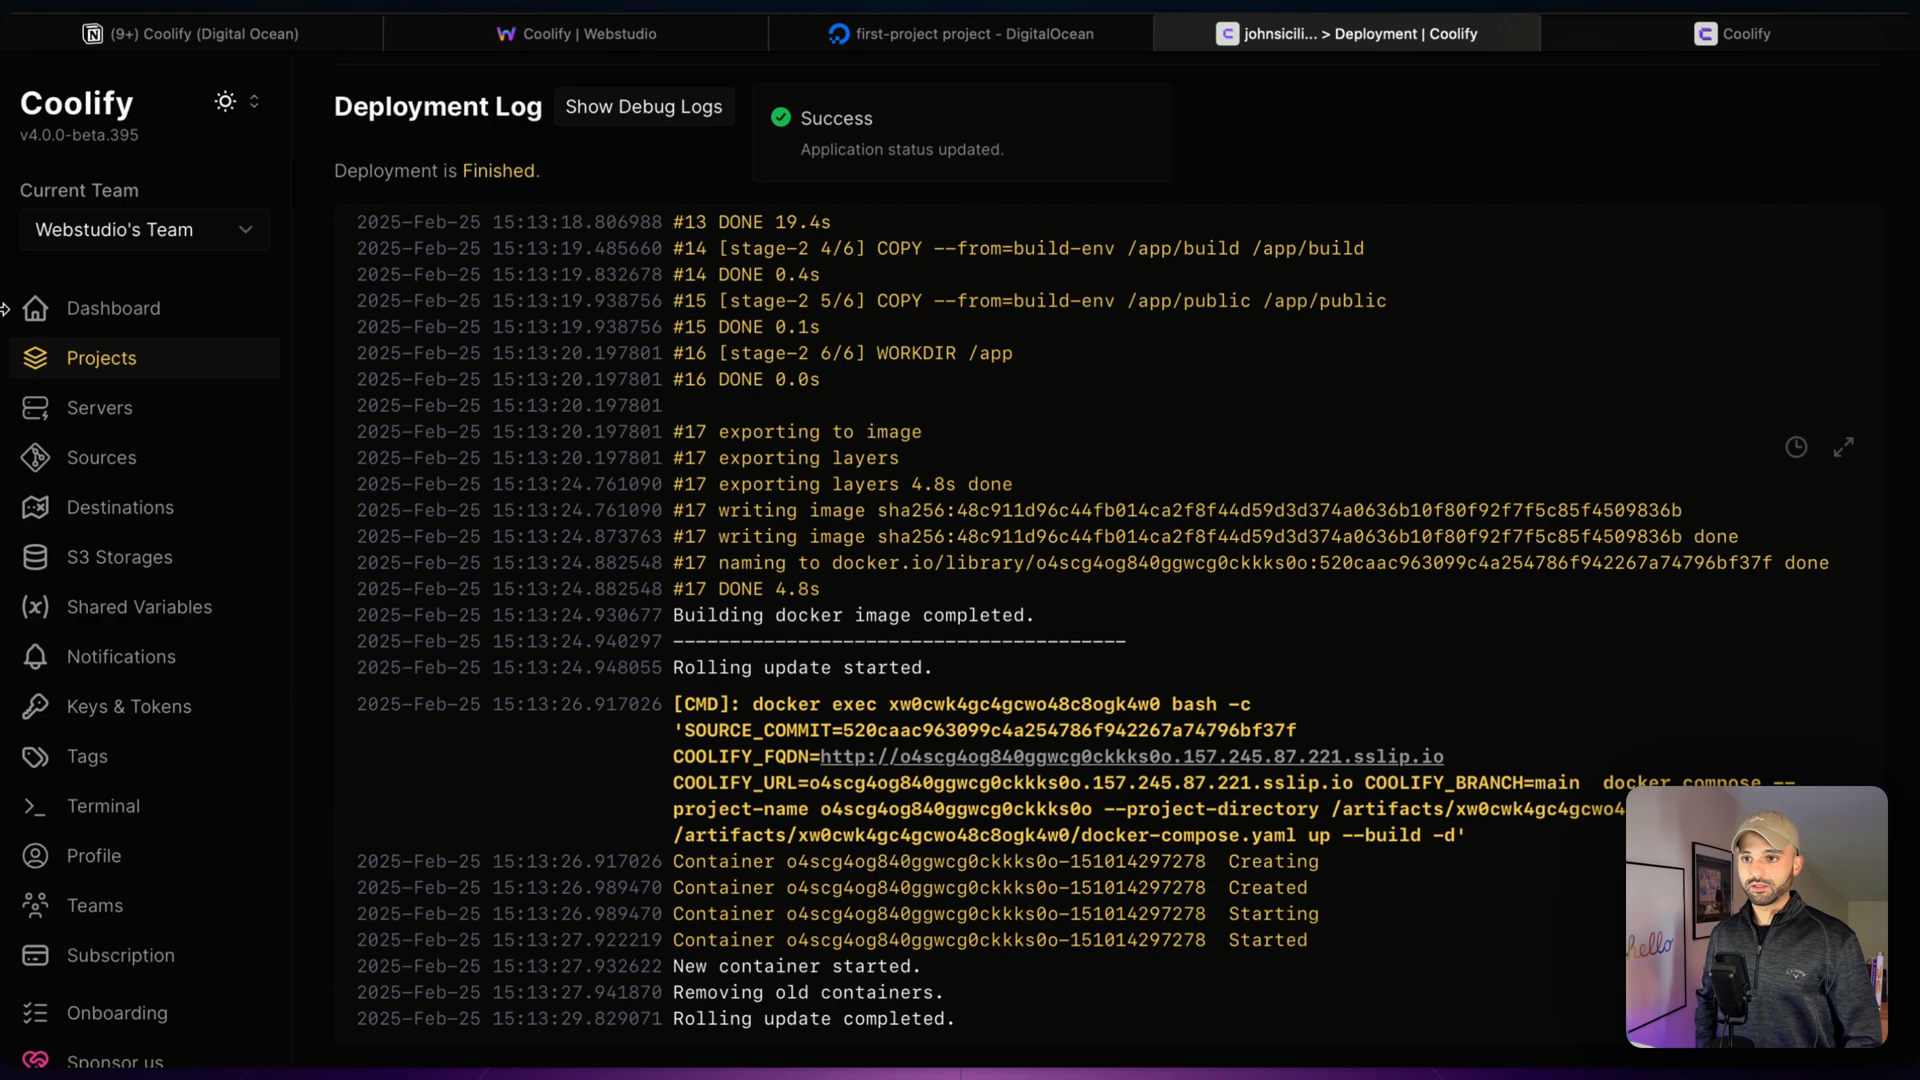 (9+) Coolify (Digital Ocean)
Coolify | Webstudio
first-project project - DigitalOcean
johnsicili... > Deployment | Coolify
Coolify
Coolify
v4.0.0-beta.395
Current Team
Webstudio's Team
Dashboard
Projects
Servers
Sources
Destinations
S3 Storages
Shared Variables
Notifications
Keys & Tokens
Tags
Terminal
Profile
Teams
Subscription
Onboarding
Sponsor us
Deployment Log
Show Debug Logs
Success
Application status updated.
Deployment is Finished.
2025-Feb-25 15:13:18.806988 #13 DONE 19.4s
2025-Feb-25 15:13:19.485660 #14 [stage-2 4/6] COPY --from=build-env /app/build /app/build
2025-Feb-25 15:13:19.832678 #14 DONE 0.4s
2025-Feb-25 15:13:19.938756 #15 [stage-2 5/6] COPY --from=build-env /app/public /app/public
2025-Feb-25 15:13:19.938756 #15 DONE 0.1s
2025-Feb-25 15:13:20.197801 #16 [stage-2 6/6] WORKDIR /app
2025-Feb-25 15:13:20.197801 #16 DONE 0.0s
2025-Feb-25 15:13:20.197801
2025-Feb-25 15:13:20.197801 #17 exporting to image
2025-Feb-25 15:13:20.197801 #17 exporting layers
2025-Feb-25 15:13:24.761090 #17 exporting layers 4.8s done
2025-Feb-25 15:13:24.761090 #17 writing image sha256:48c911d96c44fb014ca2f8f44d59d3d374a0636b10f80f92f7f5c85f4509836b
2025-Feb-25 15:13:24.873763 #17 writing image sha256:48c911d96c44fb014ca2f8f44d59d3d374a0636b10f80f92f7f5c85f4509836b done
2025-Feb-25 15:13:24.882548 #17 naming to docker.io/library/o4scg4og840ggwcg0ckkks0o:520caac963099c4a254786f942267a74796bf37f done
2025-Feb-25 15:13:24.882548 #17 DONE 4.8s
2025-Feb-25 15:13:24.930677 Building docker image completed.
2025-Feb-25 15:13:24.940297 ----------------------------------------
2025-Feb-25 15:13:24.948055 Rolling update started.
2025-Feb-25 15:13:26.917026 [CMD]: docker exec xw0cwk4gc4gcwo48c8ogk4w0 bash -c
'SOURCE_COMMIT=520caac963099c4a254786f942267a74796bf37f
COOLIFY_FQDN=http://o4scg4og840ggwcg0ckkks0o.157.245.87.221.sslip.io
COOLIFY_URL=o4scg4og840ggwcg0ckkks0o.157.245.87.221.sslip.io COOLIFY_BRANCH=main docker compose --
project-name o4scg4og840ggwcg0ckkks0o --project-directory /artifacts/xw0cwk4gc4gcwo4
/artifacts/xw0cwk4gc4gcwo48c8ogk4w0/docker-compose.yaml up --build -d'
2025-Feb-25 15:13:26.917026 Container o4scg4og840ggwcg0ckkks0o-151014297278 Creating
2025-Feb-25 15:13:26.989470 Container o4scg4og840ggwcg0ckkks0o-151014297278 Created
2025-Feb-25 15:13:26.989470 Container o4scg4og840ggwcg0ckkks0o-151014297278 Starting
2025-Feb-25 15:13:27.922219 Container o4scg4og840ggwcg0ckkks0o-151014297278 Started
2025-Feb-25 15:13:27.932622 New container started.
2025-Feb-25 15:13:27.941870 Removing old containers.
2025-Feb-25 15:13:29.829071 Rolling update completed.
hello